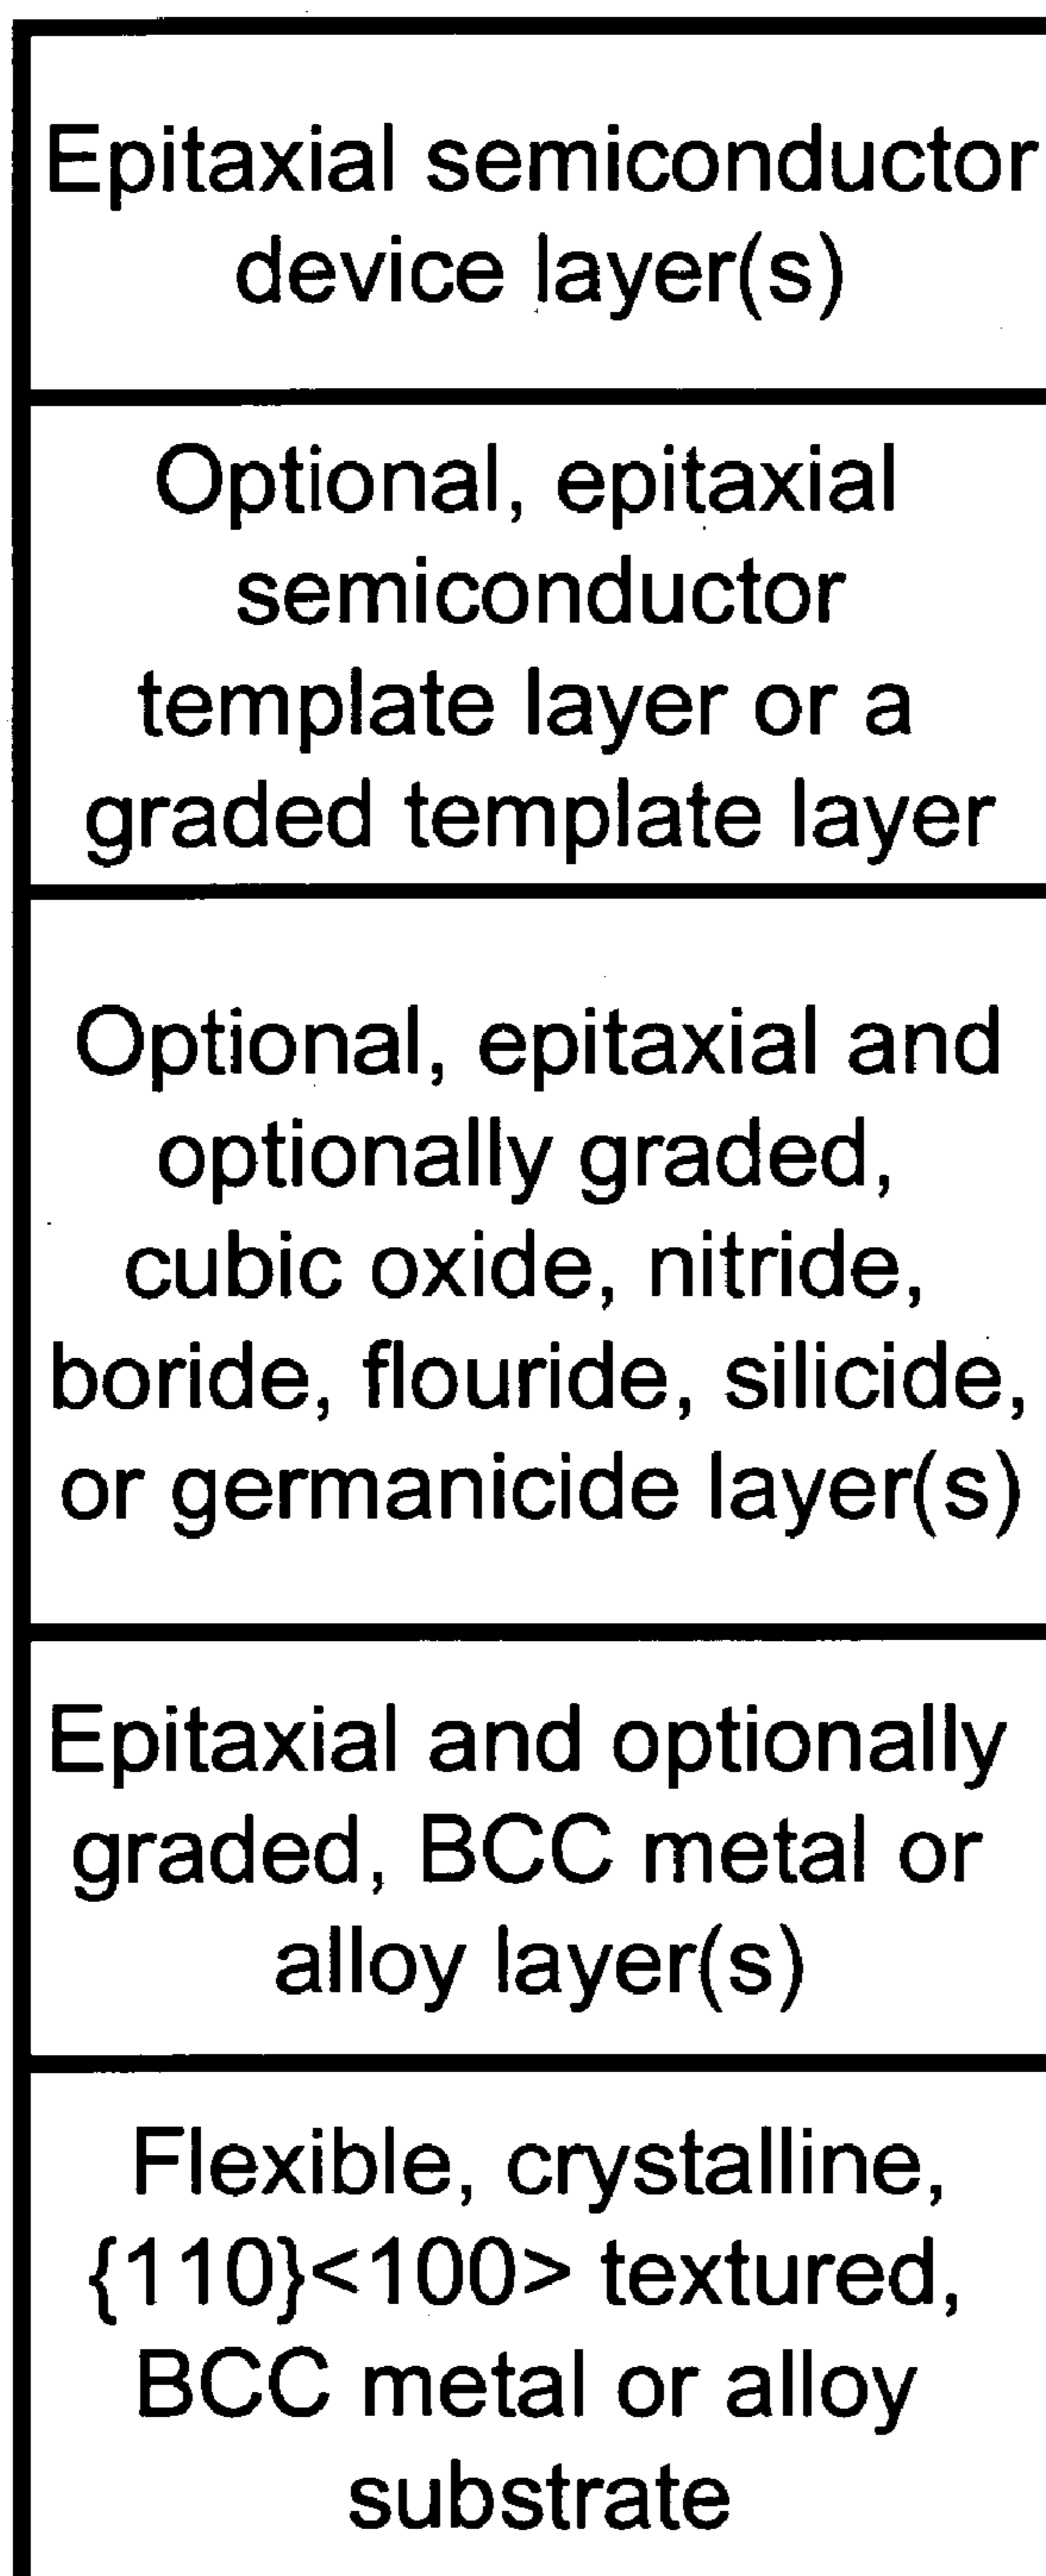 Epitaxial semiconductor
device layer(s)
Optional, epitaxial
semiconductor
template layer or a
graded template layer
Optional, epitaxial and
optionally graded,
cubic oxide, nitride,
boride, flouride, silicide,
or germanicide layer(s)
Epitaxial and optionally
graded, BCC metal or
alloy layer(s)
Flexible, crystalline,
{110}<100> textured,
BCC metal or alloy
substrate